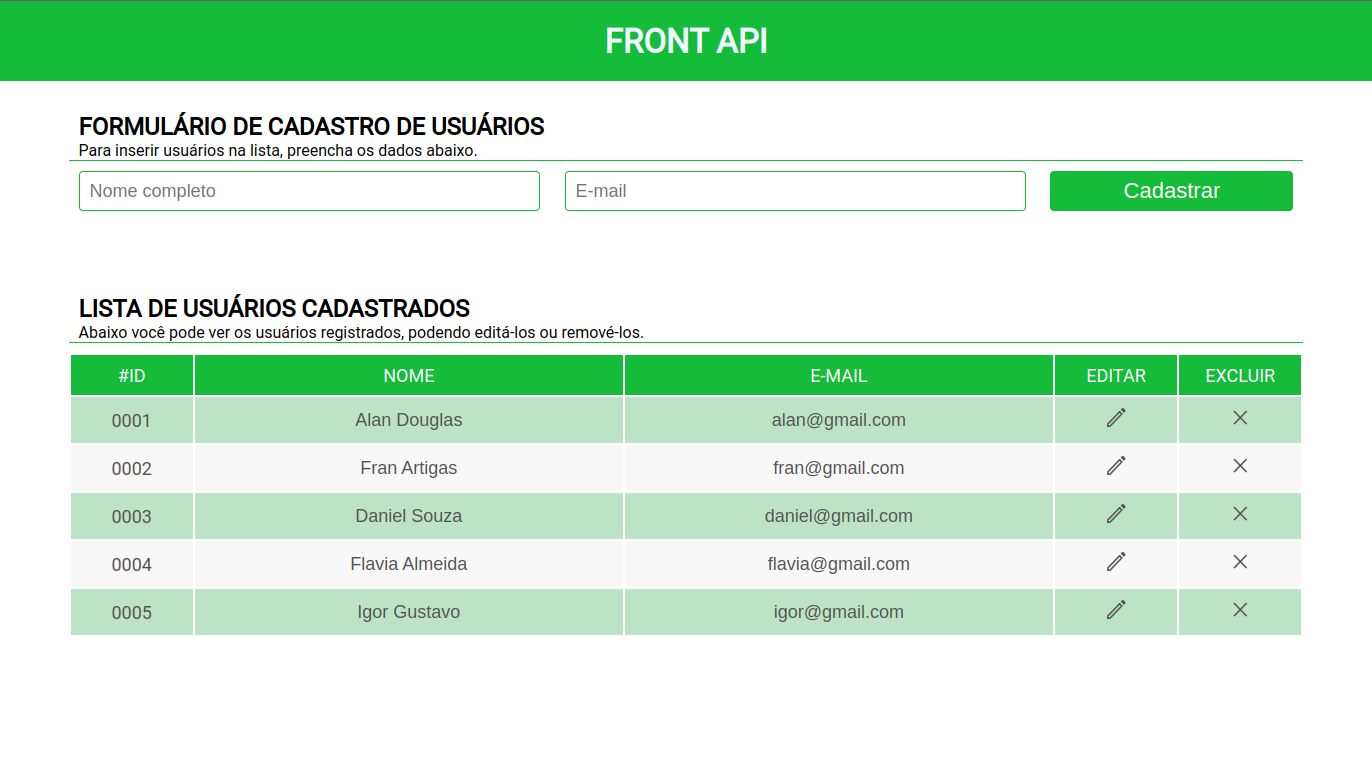 FRONT API
FORMULÁRIO DE CADASTRO DE USUÁRIOS
Para inserir usuários na lista, preencha os dados abaixo.
Nome completo E-mail Cadastrar
LISTA DE USUÁRIOS CADASTRADOS
Abaixo você pode ver os usuários registrados, podendo editá-los ou removê-los.
#ID NOME E-MAIL EDITAR EXCLUIR
0001 Alan Douglas alan@gmail.com
0002 Fran Artigas fran@gmail.com
0003 Daniel Souza daniel@gmail.com
0004 Flavia Almeida flavia@gmail.com
0005 Igor Gustavo igor@gmail.com